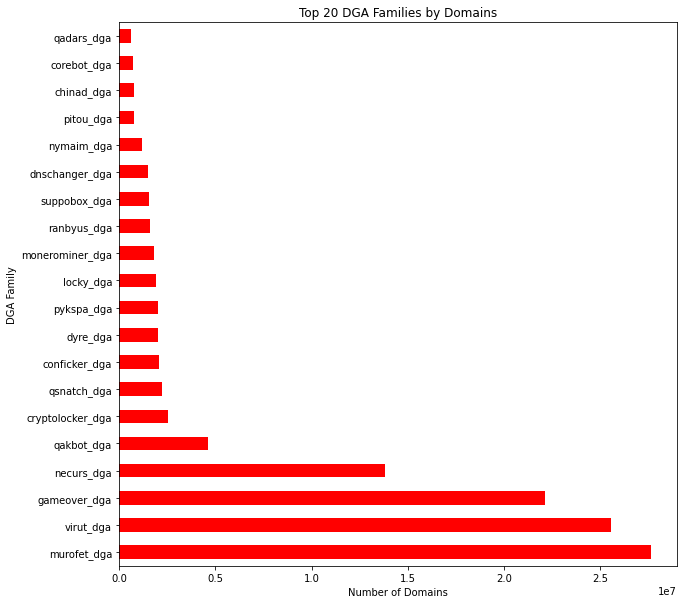 Top 20 DGA Families by Domains
qadars_dga
corebot_dga
chinad_dga
pitou_dga
nymaim_dga
dnschanger_dga
suppobox_dga
ranbyus_dga
monerominer_dga
locky_dga
pykspa_dga
dyre_dga
conficker_dga
qsnatch_dga
cryptolocker_dga
qakbot_dga
necurs_dga
gameover_dga
virut_dga
murofet_dga
DGA Family
0.0 0.5 1.0 1.5 2.0 2.5
1e7
Number of Domains